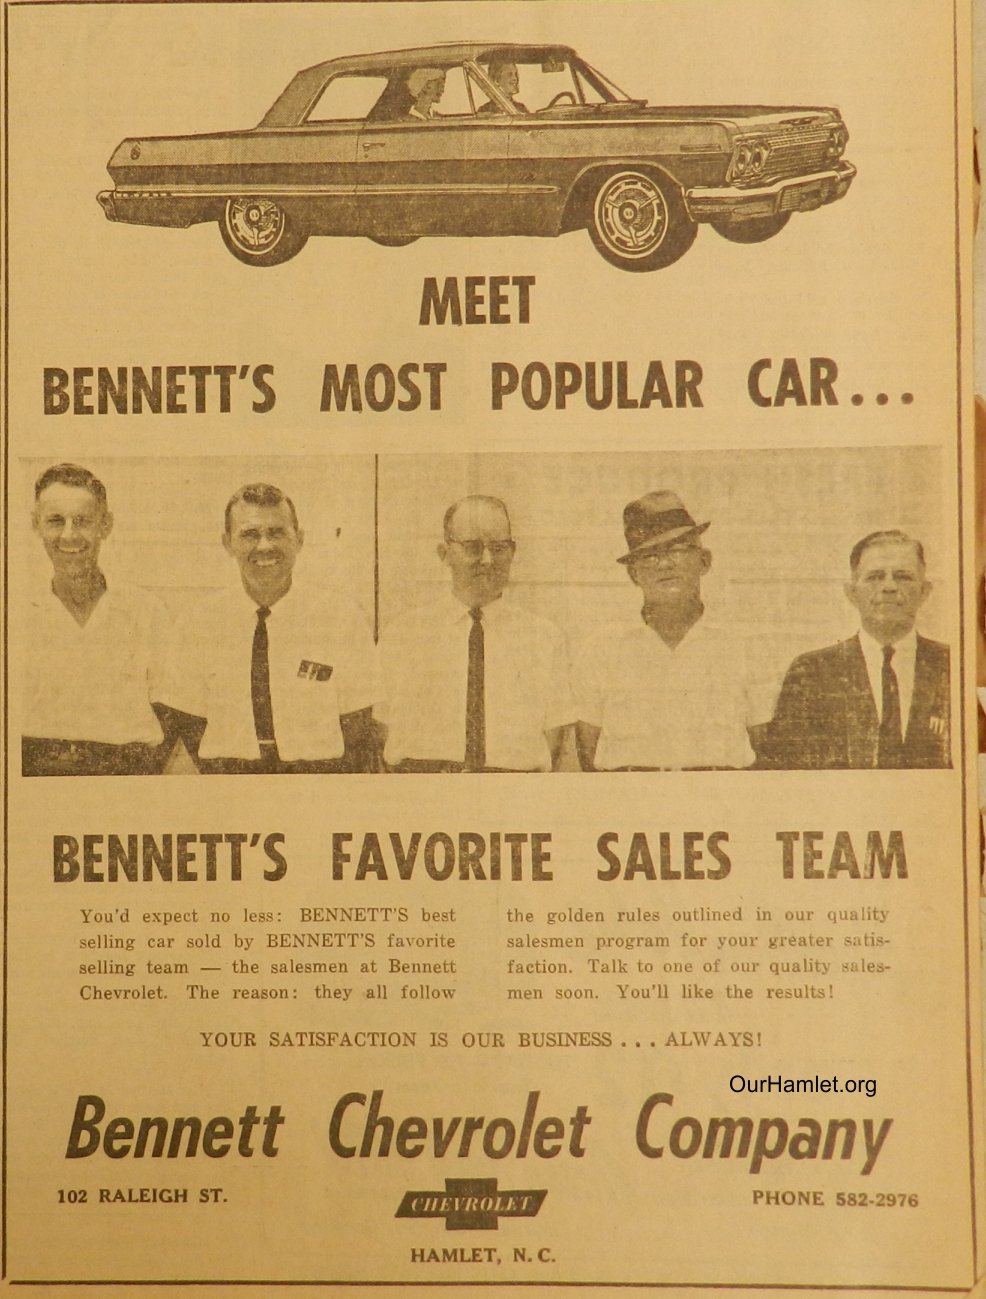 MEET
BENNETT'S MOST POPULAR CAR...
BENNETT'S FAVORITE SALES TEAM
You'd expect no less: BENNETT'S best
selling car sold by BENNETT'S favorite
selling team — the salesmen at Bennett
Chevrolet. The reason: they all follow
the golden rules outlined in our quality
salesmen program for your greater satis-
faction. Talk to one of our quality sales-
men soon. You'll like the results!
YOUR SATISFACTION IS OUR BUSINESS . . . ALWAYS!
OurHamlet.org
Bennett Chevrolet Company
102 RALEIGH ST.
CHEVROLET
PHONE 582-2976
HAMLET, N. C.